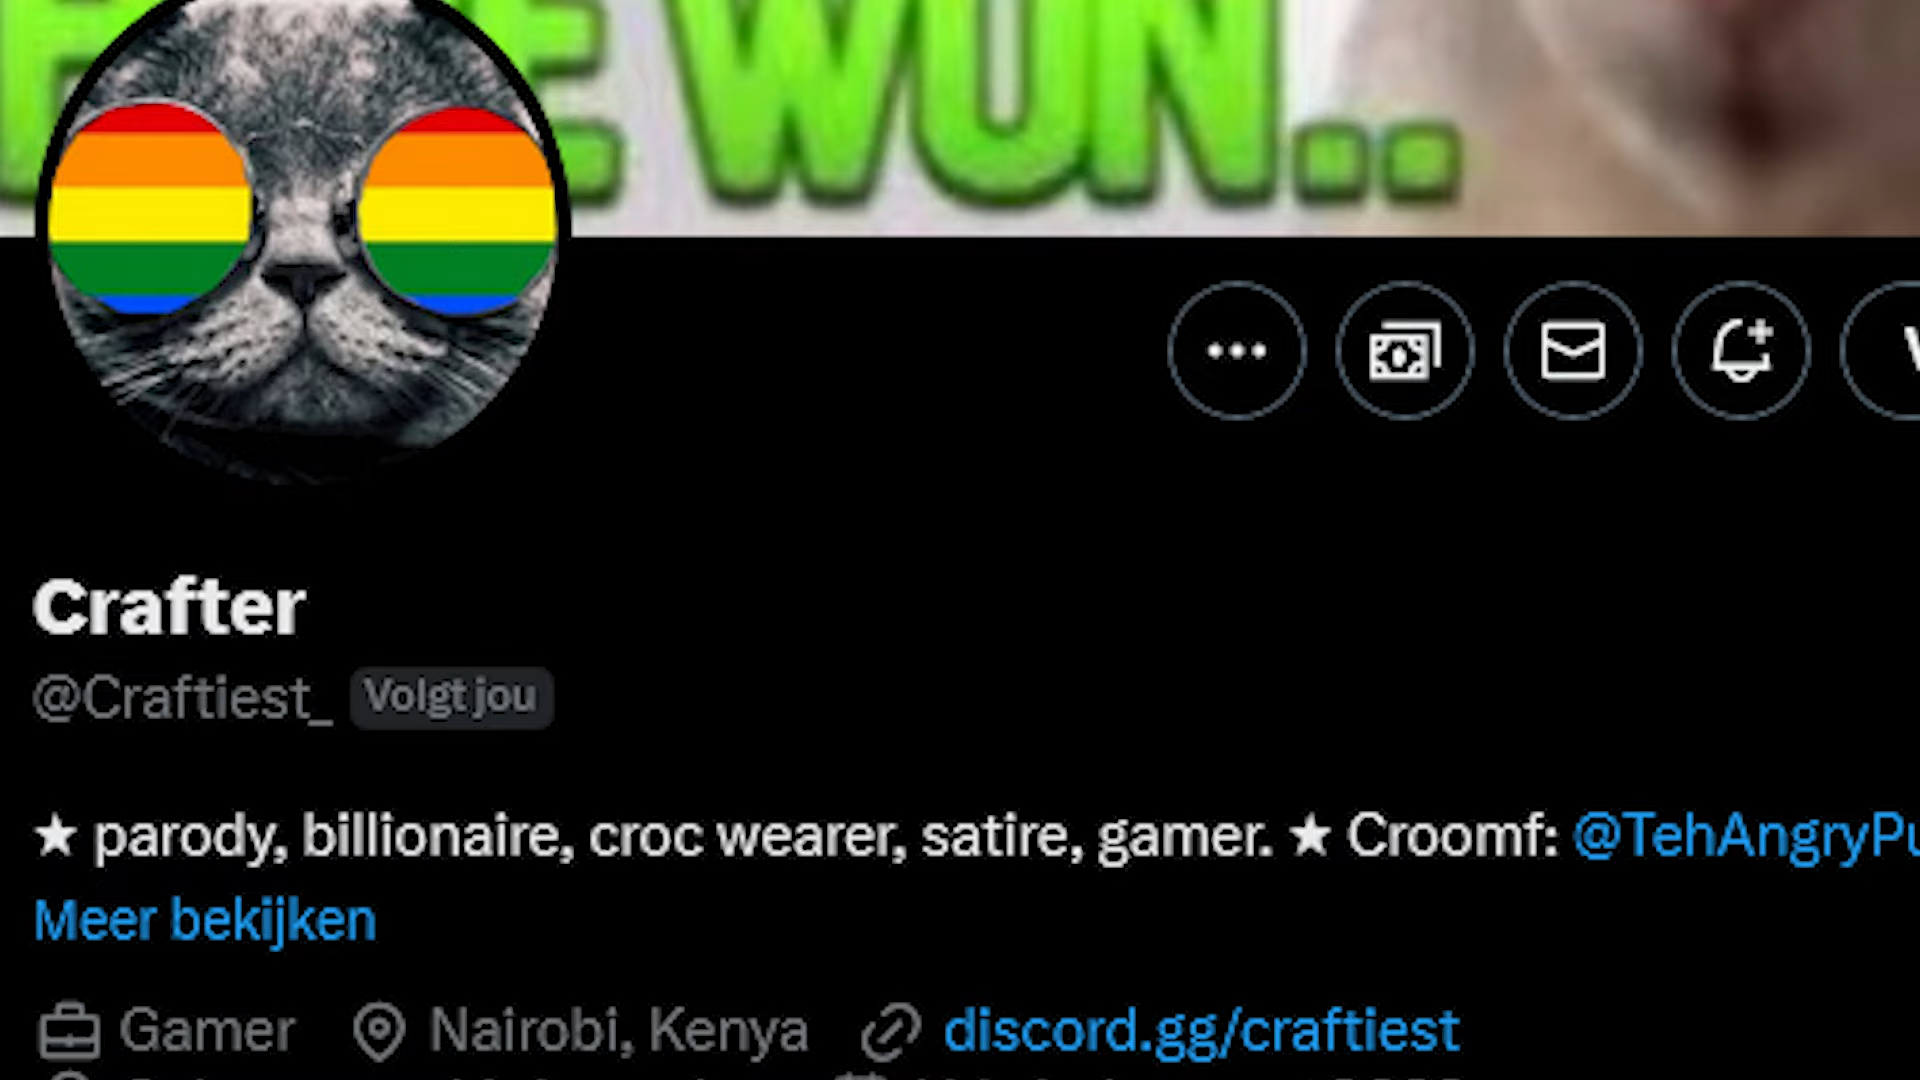 WON..
Crafter
@Craftiest_ Volgt jou
★ parody, billionaire, croc wearer, satire, gamer. ★ Croomf: @TehAngryPu
Meer bekijken
Gamer Nairobi, Kenya discord.gg/craftiest